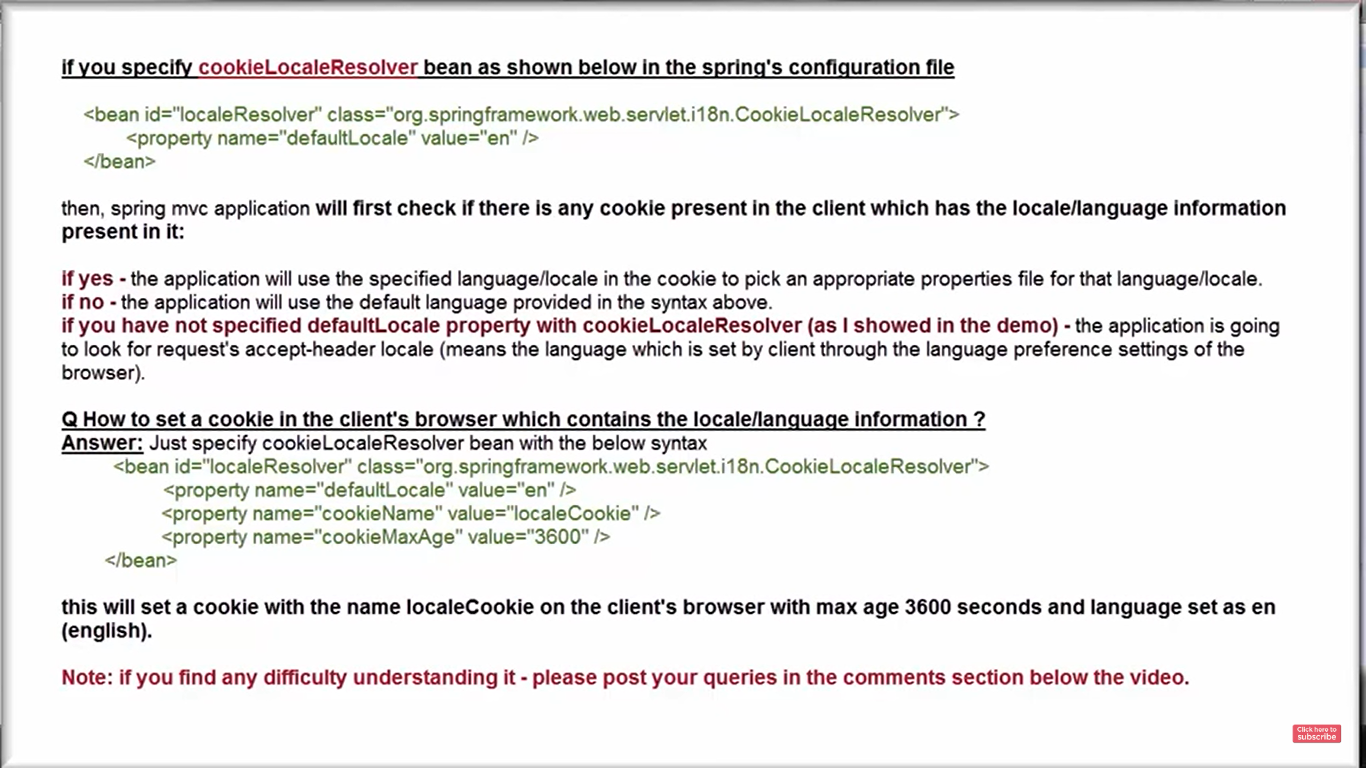 if you specify cookieLocaleResolver bean as shown below in the spring's configuration file
<bean id="localeResolver" class="org.springframework.web.servlet.i18n.CookieLocaleResolver">
<property name="defaultLocale" value="en" />
</bean>
then, spring mvc application will first check if there is any cookie present in the client which has the locale/language information
present in it:
if yes - the application will use the specified language/locale in the cookie to pick an appropriate properties file for that language/locale.
if no - the application will use the default language provided in the syntax above.
if you have not specified defaultLocale property with cookieLocaleResolver (as I showed in the demo) - the application is going
to look for request's accept-header locale (means the language which is set by client through the language preference settings of the
browser).
Q How to set a cookie in the client's browser which contains the locale/language information ?
Answer: Just specify cookieLocaleResolver bean with the below syntax
<bean id="localeResolver" class="org.springframework.web.servlet.i18n.CookieLocaleResolver">
<property name="defaultLocale" value="en" />
<property name="cookieName" value="localeCookie" />
<property name="cookieMaxAge" value="3600" />
</bean>
this will set a cookie with the name localeCookie on the client's browser with max age 3600 seconds and language set as en
(english).
Note: if you find any difficulty understanding it - please post your queries in the comments section below the video.
Click here to
subscribe